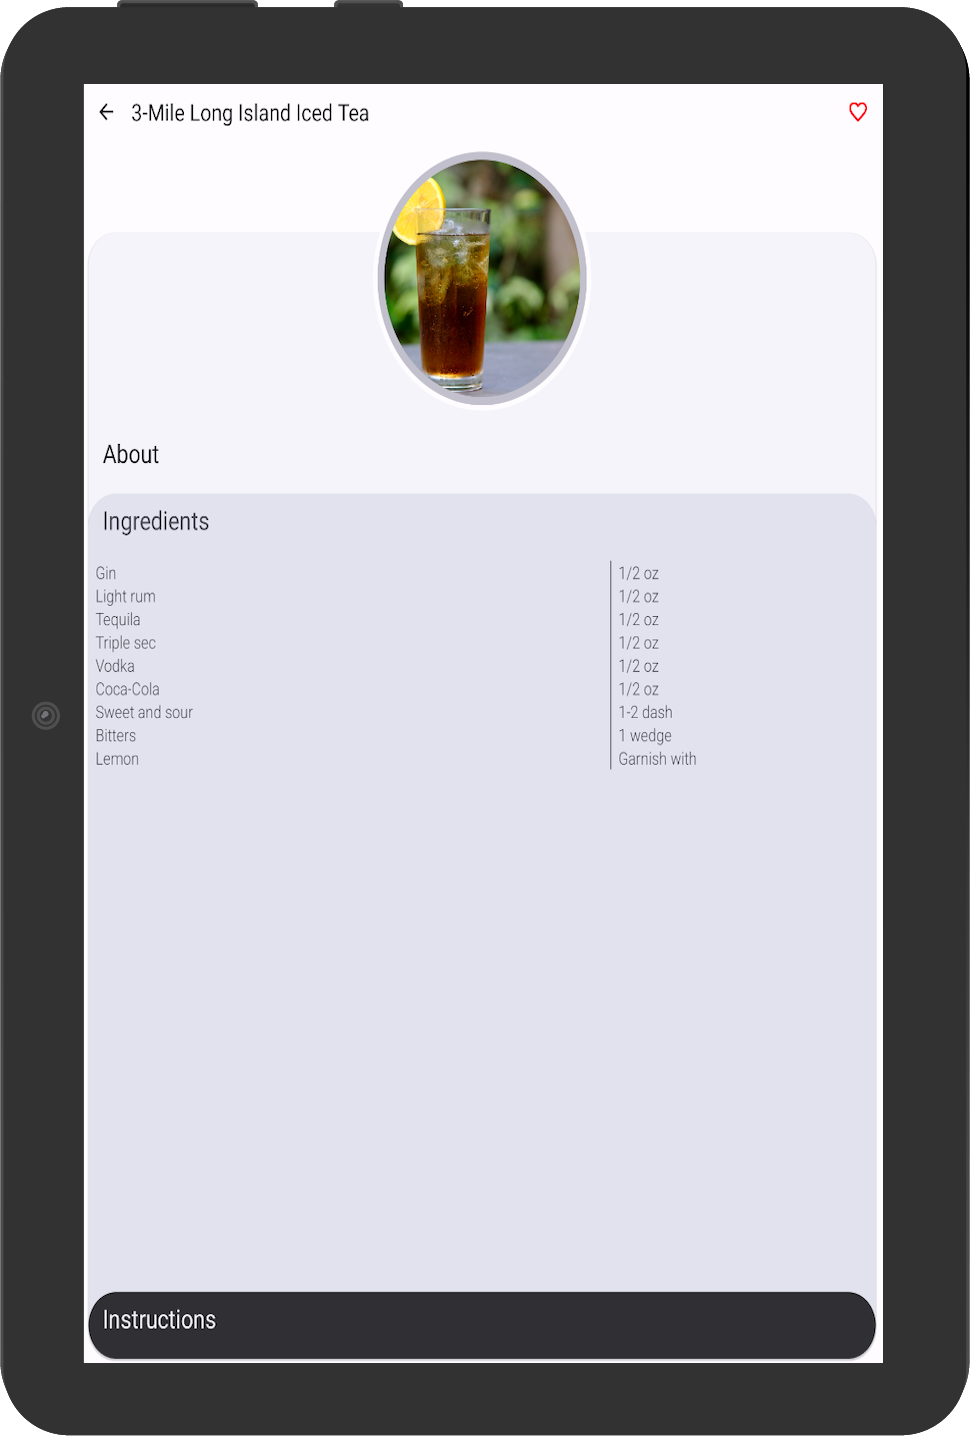 3-Mile Long Island Iced Tea
About
Ingredients
Gin 1/2 oz
Light rum 1/2 oz
Tequila 1/2 oz
Triple sec 1/2 oz
Vodka 1/2 oz
Coca-Cola 1/2 oz
Sweet and sour 1-2 dash
Bitters 1 wedge
Lemon Garnish with
Instructions